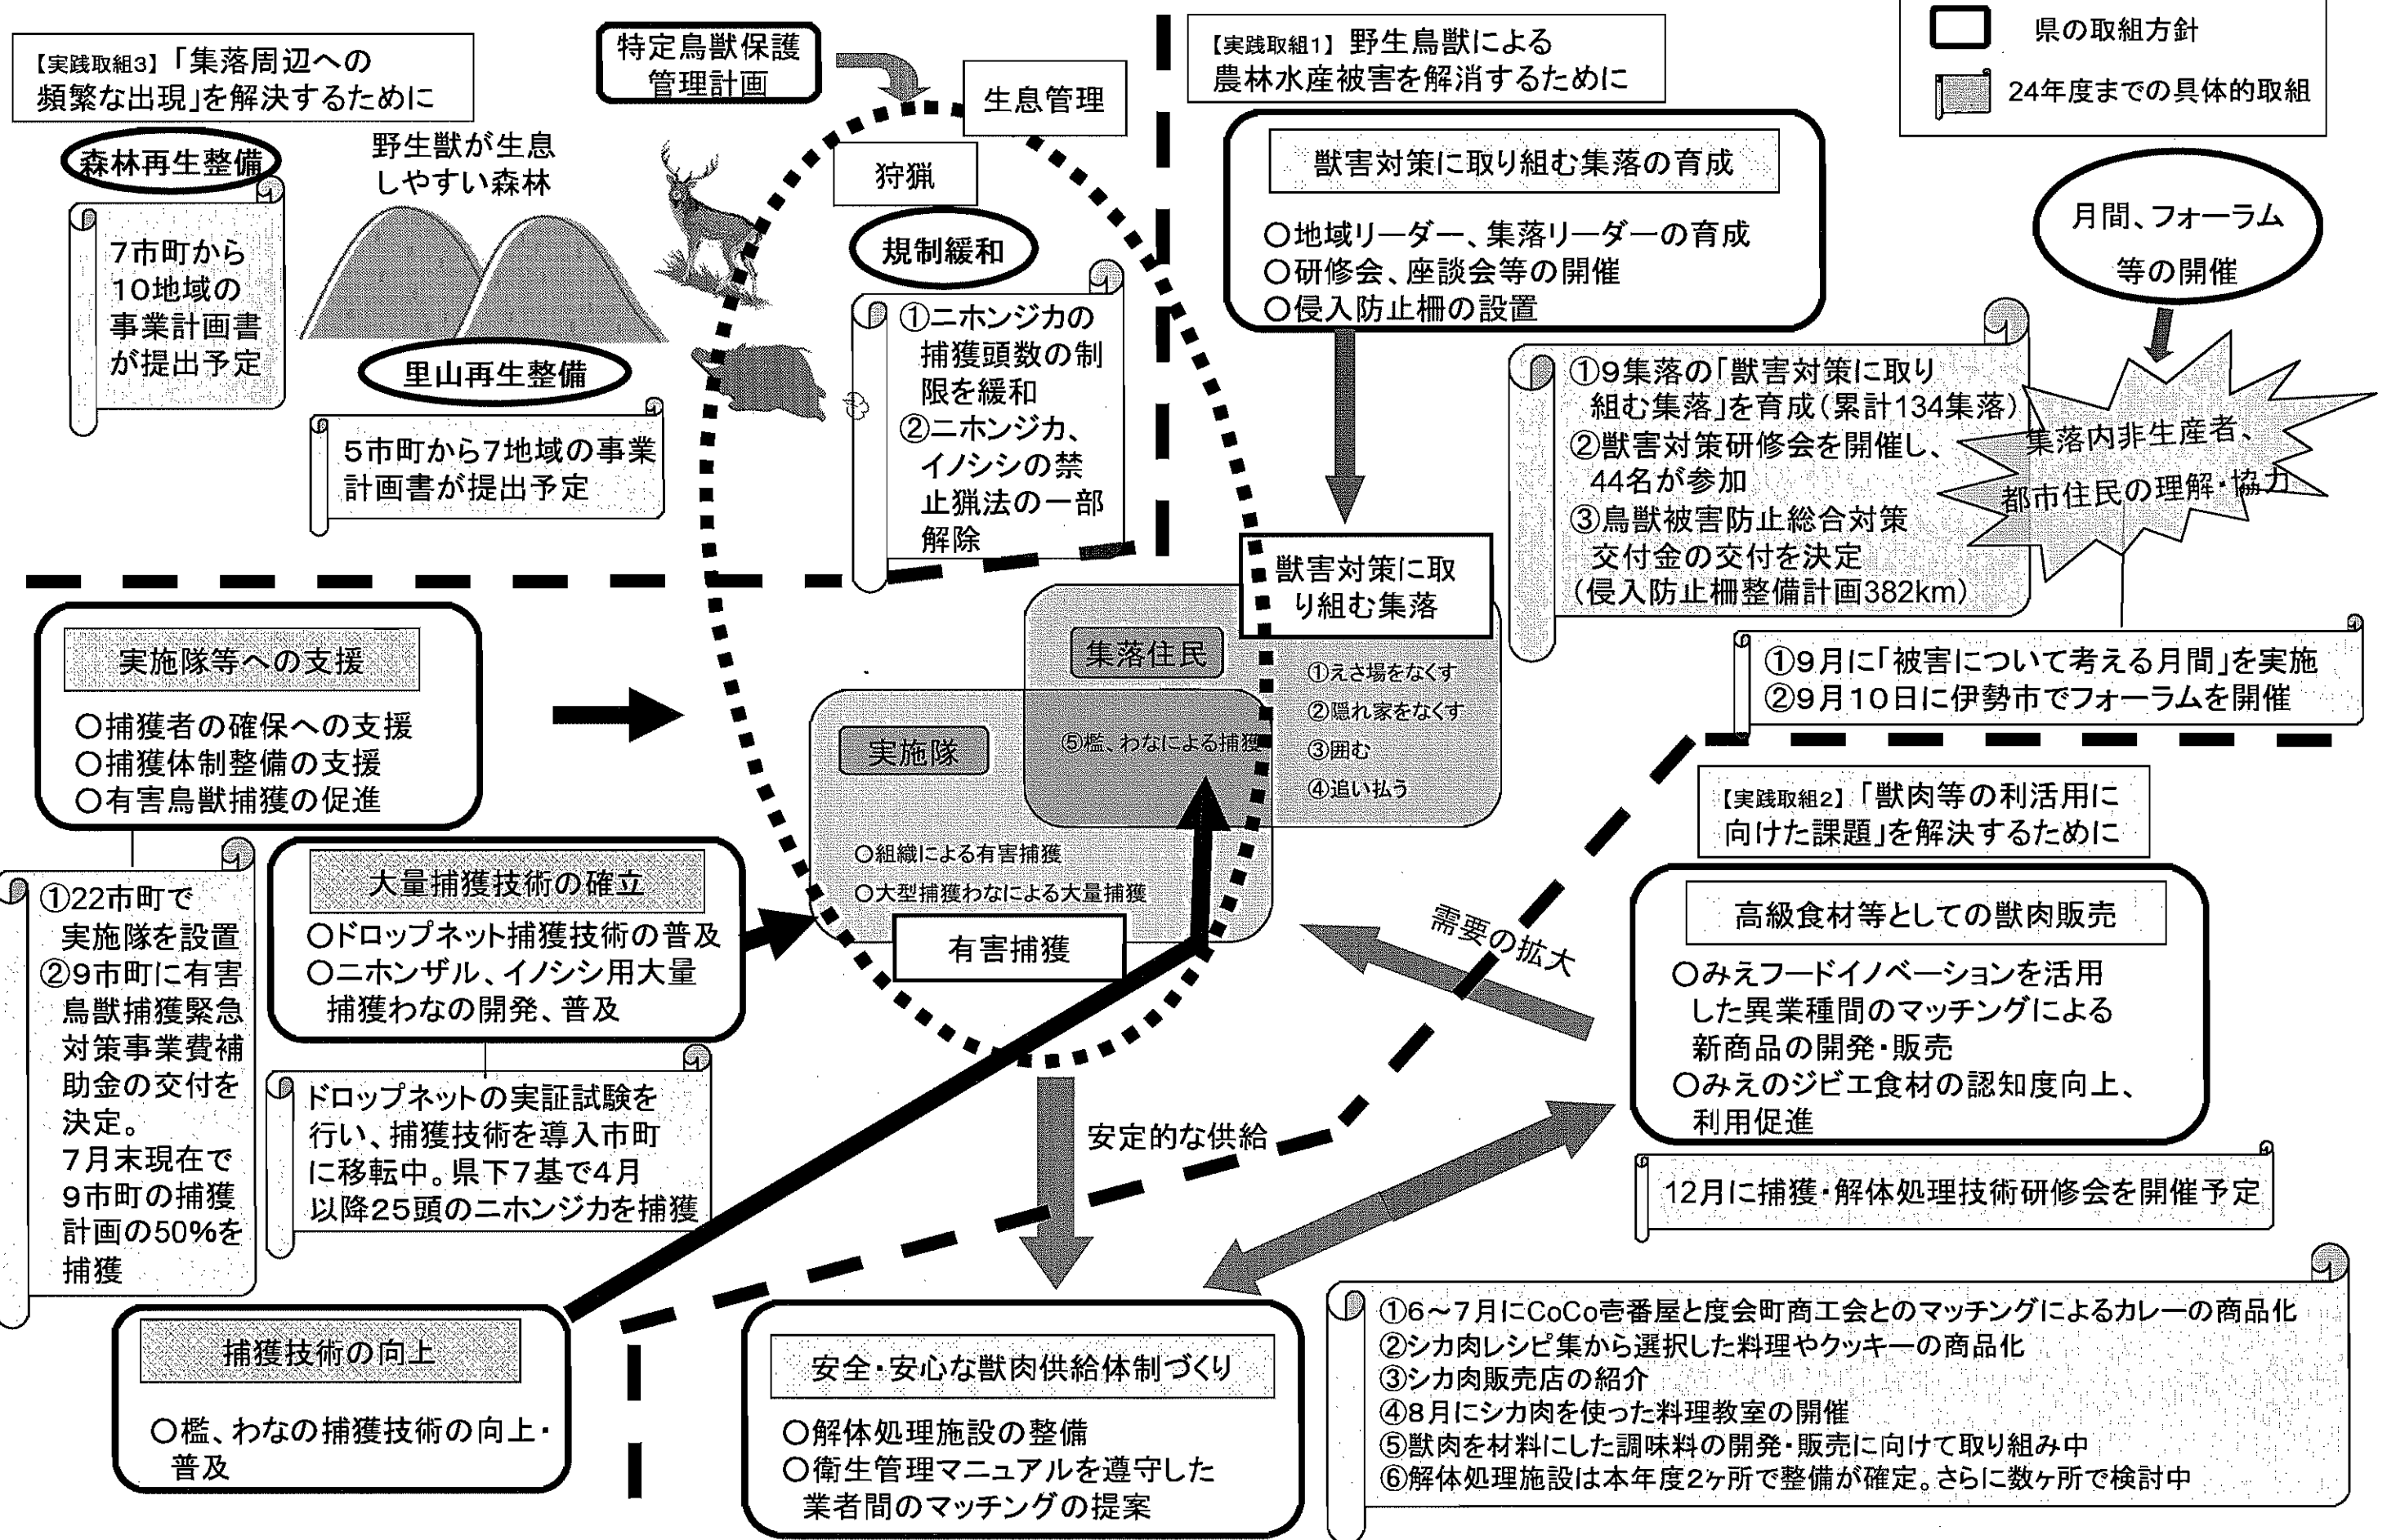 【実践取組3】「集落周辺への
頻繁な出現」を解決するために
森林再生整備
7市町から
10地域の
事業計画書
が提出予定
野生獣が生息
しやすい森林
里山再生整備
5市町から7地域の事業
計画書が提出予定
特定鳥獣保護
管理計画
生息管理
狩猟
規制緩和
①ニホンジカの
捕獲頭数の制
限を緩和
②ニホンジカ、
イノシシの禁
止猟法の一部
解除
【実践取組1】野生鳥獣による
農林水産被害を解消するために
獣害対策に取り組む集落の育成
○地域リーダー、集落リーダーの育成
○研修会、座談会等の開催
○侵入防止柵の設置
県の取組方針
24年度までの具体的取組
月間、フォーラム
等の開催
①9集落の「獣害対策に取り
組む集落」を育成(累計134集落)
②獣害対策研修会を開催し、
44名が参加
③鳥獣被害防止総合対策
交付金の交付を決定
(侵入防止柵整備計画382km)
集落内非生産者、
都市住民の理解・協力
①9月に「被害について考える月間」を実施
②9月10日に伊勢市でフォーラムを開催
獣害対策に取
り組む集落
集落住民
①えさ場をなくす
②隠れ家をなくす
③囲む
④追い払う
⑤檻、わなによる捕獲
実施隊
○組織による有害捕獲
○大型捕獲わなによる大量捕獲
有害捕獲
実施隊等への支援
○捕獲者の確保への支援
○捕獲体制整備の支援
○有害鳥獣捕獲の促進
①22市町で
実施隊を設置
②9市町に有害
鳥獣捕獲緊急
対策事業費補
助金の交付を
決定。
7月末現在で
9市町の捕獲
計画の50%を
捕獲
大量捕獲技術の確立
○ドロップネット捕獲技術の普及
○ニホンザル、イノシシ用大量
捕獲わなの開発、普及
ドロップネットの実証試験を
行い、捕獲技術を導入市町
に移転中。県下7基で4月
以降25頭のニホンジカを捕獲
捕獲技術の向上
○檻、わなの捕獲技術の向上・
普及
【実践取組2】「獣肉等の利活用に
向けた課題」を解決するために
高級食材等としての獣肉販売
○みえフードイノベーションを活用
した異業種間のマッチングによる
新商品の開発・販売
○みえのジビエ食材の認知度向上、
利用促進
需要の拡大
安定的な供給
12月に捕獲・解体処理技術研修会を開催予定
安全・安心な獣肉供給体制づくり
○解体処理施設の整備
○衛生管理マニュアルを遵守した
業者間のマッチングの提案
①6～7月にCoCo壱番屋と度会町商工会とのマッチングによるカレーの商品化
②シカ肉レシピ集から選択した料理やクッキーの商品化
③シカ肉販売店の紹介
④8月にシカ肉を使った料理教室の開催
⑤獣肉を材料にした調味料の開発・販売に向けて取り組み中
⑥解体処理施設は本年度2ヶ所で整備が確定。さらに数ヶ所で検討中